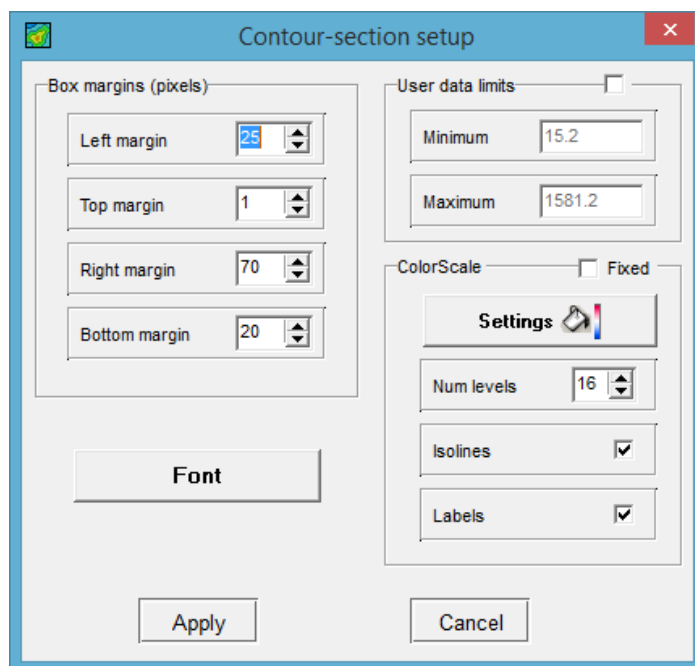 Contour-section setup
Box margins (pixels)
Left margin 25
Top margin 1
Right margin 70
Bottom margin 20
Font
User data limits
Minimum 15.2
Maximum 1581.2
ColorScale Fixed
Settings
Num levels 16
Isolines
Labels
Apply Cancel